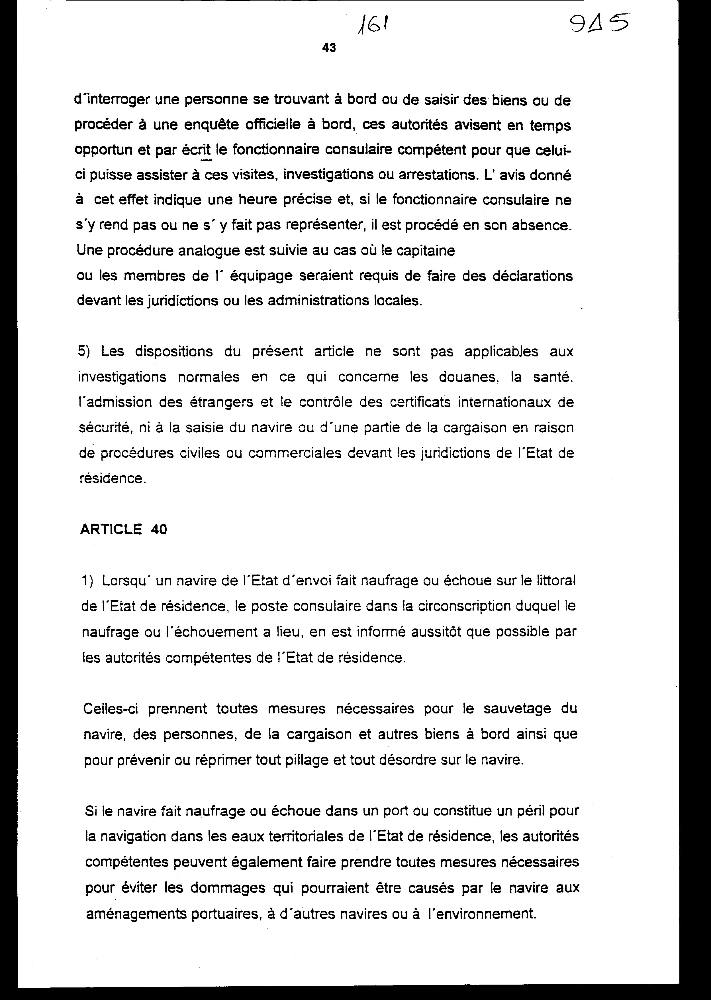 161 915
43
d´interroger une personne se trouvant à bord ou de saisir des biens ou de
procéder à une enquête officielle à bord, ces autorités avisent en temps
opportun et par écrit le fonctionnaire consulaire compétent pour que celui-
ci puisse assister à ces visites, investigations ou arrestations. L' avis donné
à cet effet indique une heure précise et, si le fonctionnaire consulaire ne
s´y rend pas ou ne s´ y fait pas représenter, il est procédé en son absence.
Une procédure analogue est suivie au cas où le capitaine
ou les membres de l´ équipage seraient requis de faire des déclarations
devant les juridictions ou les administrations locales.
5) Les dispositions du présent article ne sont pas applicables aux
investigations normales en ce qui concerne les douanes, la santé,
l´admission des étrangers et le contrôle des certificats internationaux de
sécurité, ni à la saisie du navire ou d´une partie de la cargaison en raison
de procédures civiles ou commerciales devant les juridictions de l´Etat de
résidence.
ARTICLE 40
1) Lorsqu´ un navire de l´Etat d´envoi fait naufrage ou échoue sur le littoral
de l´Etat de résidence, le poste consulaire dans la circonscription duquel le
naufrage ou l´échouement a lieu, en est informé aussitôt que possible par
les autorités compétentes de l´Etat de résidence.
Celles-ci prennent toutes mesures nécessaires pour le sauvetage du
navire, des personnes, de la cargaison et autres biens à bord ainsi que
pour prévenir ou réprimer tout pillage et tout désordre sur le navire.
Si le navire fait naufrage ou échoue dans un port ou constitue un péril pour
la navigation dans les eaux territoriales de l´Etat de résidence, les autorités
compétentes peuvent également faire prendre toutes mesures nécessaires
pour éviter les dommages qui pourraient être causés par le navire aux
aménagements portuaires, à d´autres navires ou à l´environnement.